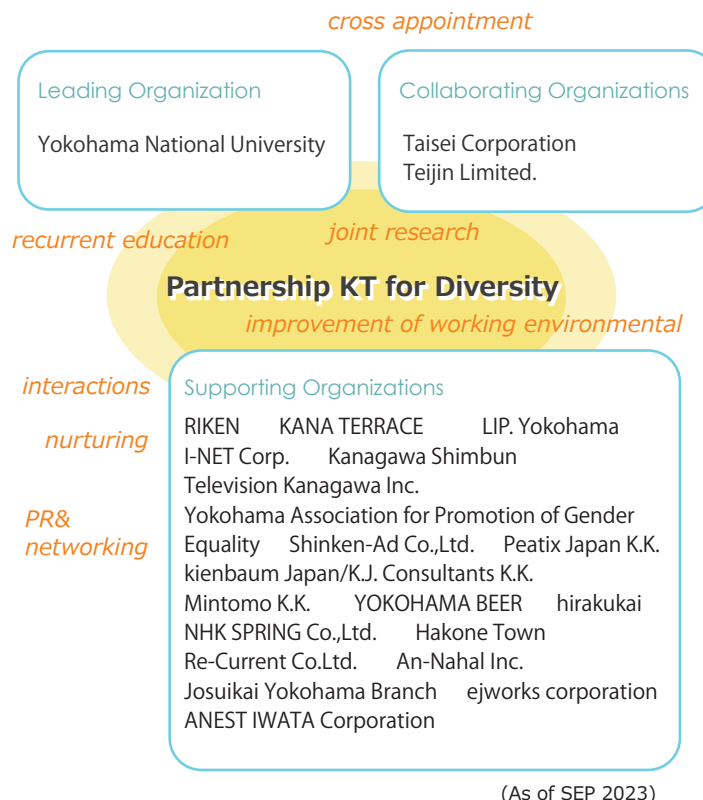 cross appointment
Leading Organization
Yokohama National University
Collaborating Organizations
Taisei Corporation
Teijin Limited.
recurrent education
joint research
Partnership KT for Diversity
improvement of working environmental
interactions
nurturing
PR&
networking
Supporting Organizations
RIKEN KANA TERRACE LIP. Yokohama
I-NET Corp. Kanagawa Shimbun
Television Kanagawa Inc.
Yokohama Association for Promotion of Gender
Equality Shinken-Ad Co.,Ltd. Peatix Japan K.K.
kienbaum Japan/K.J. Consultants K.K.
Mintomo K.K. YOKOHAMA BEER hirakukai
NHK SPRING Co.,Ltd. Hakone Town
Re-Current Co.Ltd. An-Nahal Inc.
Josuikai Yokohama Branch ejworks corporation
ANEST IWATA Corporation
(As of SEP 2023)